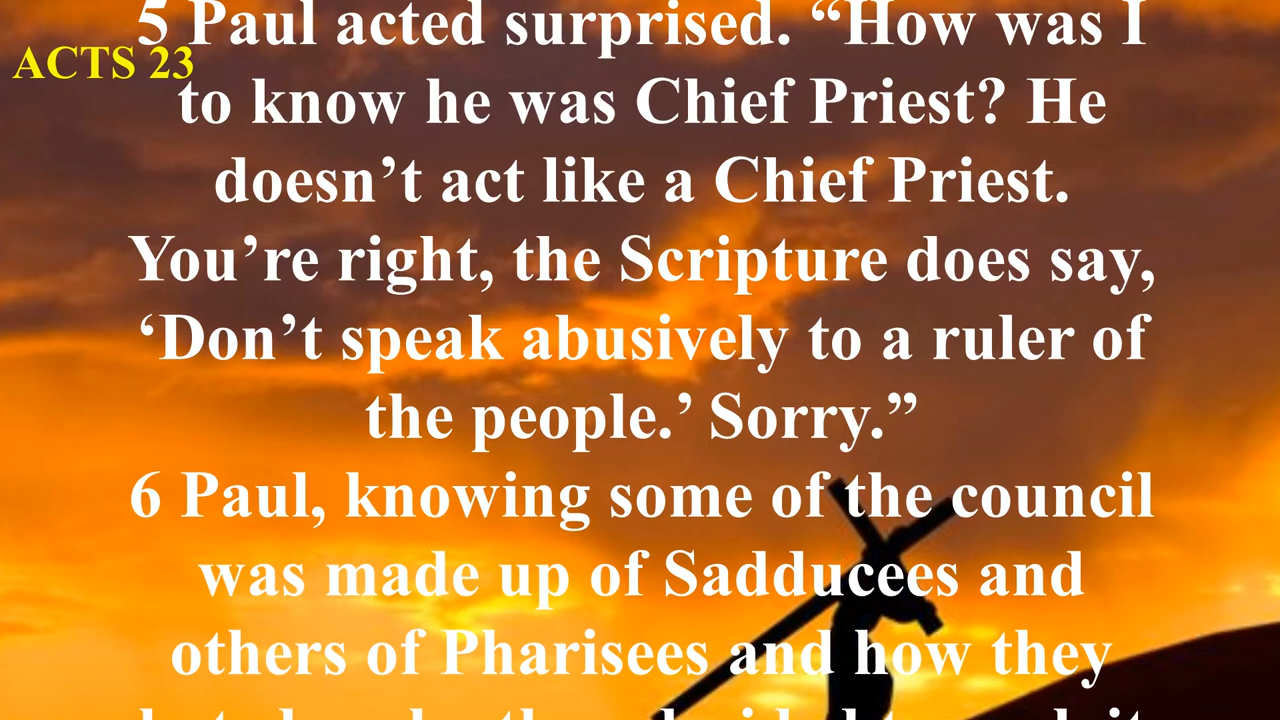 5 Paul acted surprised. “How was I
ACTS 23
to know he was Chief Priest? He
doesn’t act like a Chief Priest.
You’re right, the Scripture does say,
‘Don’t speak abusively to a ruler of
the people.’ Sorry.”
6 Paul, knowing some of the council
was made up of Sadducees and
others of Pharisees and how they